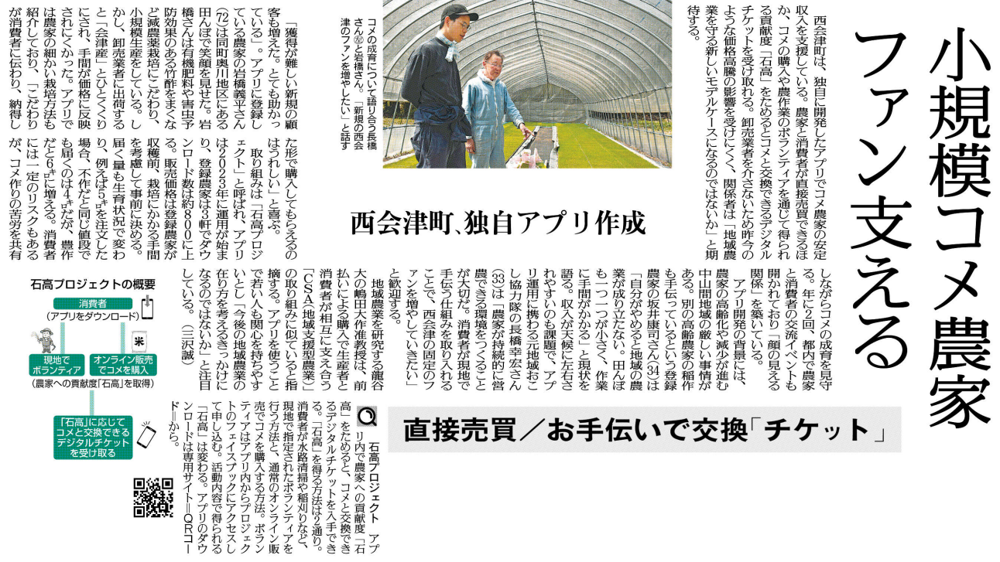 小規模コメ農家
ファン支える
西会津町は、独自に開発したアプリでコメ農家の安定
収入を支援している。農家と消費者が直接売買できるほ
か、コメの購入や農作業のボランティアを通じて得られ
る貢献度「石高」をためるとコメと交換できるデジタル
チケットを受け取れる。卸売業者を介さないため昨今の
ような価格高騰の影響を受けにくく、関係者は「地域農
業を守る新しいモデルケースになるのではないか」と期
待する。
コメの成育について語り合う長橋
さん㊧と岩橋さん。「新規の西会
津のファンを増やしたい」と話す
西会津町、独自アプリ作成
「獲得が難しい新規の顧
客も増えた。とても助かっ
ている」。アプリに登録し
ている農家の岩橋義平さん
(72)は同町奥川地区にある
田んぼで笑顔を見せた。岩
橋さんは有機肥料や害虫予
防効果のある竹酢をまくな
ど減農薬栽培にこだわり、
小規模生産をしている。し
かし、卸売業者に出荷する
と「会津産」とひとくくり
にされ、手間が価格に反映
されにくかった。アプリで
は農家の細かい栽培方法も
紹介しており、「こだわり
が消費者に伝わり、納得し
た形で購入してもらえるの
はうれしい」と喜ぶ。
取り組みは「石高プロジ
ェクト」と呼ばれ、アプリ
は2023年に運用が始ま
り、登録農家は3軒でダウ
ンロード数は約800に上
る。販売価格は登録農家が
収穫前、栽培にかかる手間
を考慮して事前に決める。
届く量も生育状況で変わ
り、例えば5㌔を注文した
場合、不作だと同じ値段で
も届くのは4㌔だが、豊作
だと6㌔に増える。消費者
には一定のリスクもある
が、コメ作りの苦労を共有
しながらコメの成育を見守
る。年に2回、都内で農家
と消費者の交流イベントも
開かれており「顔の見える
関係」を築いている。
アプリ開発の背景には、
農家の高齢化や減少が進む
中山間地域の厳しい事情が
ある。別の高齢農家の稲作
も手伝っているという登録
農家の坂井康司さん(34)は
「自分がやめると地域の農
業が成り立たない。田んぼ
も一つ一つが小さく、作業
に手間がかかる」と現状を
語る。収入が天候に左右さ
れやすいのも課題で、アプ
リ運用に携わる元地域おこ
し協力隊の長橋幸宏さん
(33)は「農家が持続的に営
農できる環境をつくること
が大切だ。消費者が現地で
手伝う仕組みを取り入れる
ことで、西会津の固定のフ
ァンを増やしていきたい」
と歓迎する。
地域農業を研究する龍谷
大の嶋田大作准教授は、前
払いによる購入で生産者と
消費者が相互に支え合う
「CSA(地域支援型農業)」
の取り組みに似ていると指
摘する。アプリを使うこと
で若い人も関心を持ちやす
いとし「今後の地域農業の
在り方を考えるきっかけに
なるのではないか」と注目
している。(三沢誠)
直接売買／お手伝いで交換「チケット」
石高プロジェクト アプ
リ内で農家への貢献度「石
高」をためると、コメと交換でき
るデジタルチケットを入手でき
る。「石高」を得る方法は2通り。
消費者が水路清掃や稲刈りなど、
現地で指定されたボランティアを
行う方法と、通常のオンライン販
売でコメを購入する方法。ボラン
ティアはアプリ内からプロジェク
トのフェイスブックにアクセスし
て申し込む。活動内容で得られる
「石高」は変わる。アプリのダウ
ンロードは専用サイト＝QRコー
ド＝から。
石高プロジェクトの概要
消費者
(アプリをダウンロード)
米
現地で
ボランティア
オンライン販売
でコメを購入
(農家への貢献度「石高」を取得)
「石高」に応じて
コメと交換できる
デジタルチケット
を受け取る